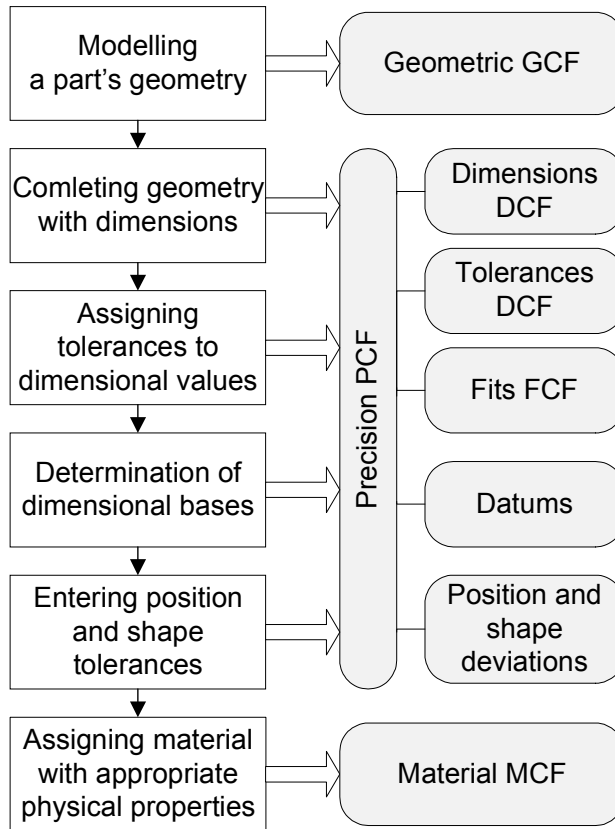 Modelling
a part's geometry
Geometric GCF
Comleting geometry
with dimensions
Assigning
tolerances to
dimensional values
Determination of
dimensional bases
Entering position
and shape
tolerances
Precision PCF
Dimensions
DCF
Tolerances
DCF
Fits FCF
Datums
Position and
shape
deviations
Assigning material
with appropriate
physical properties
Material MCF